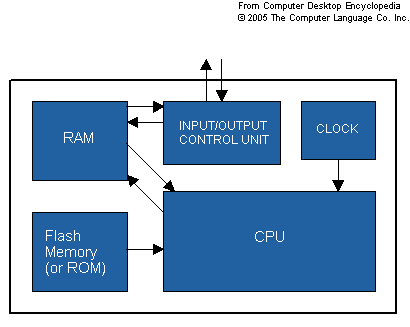 From Computer Desktop Encyclopedia
© 2005 The Computer Language Co. Inc.
RAM
INPUT/OUTPUT
CONTROL UNIT
CLOCK
Flash
Memory
(or ROM)
CPU